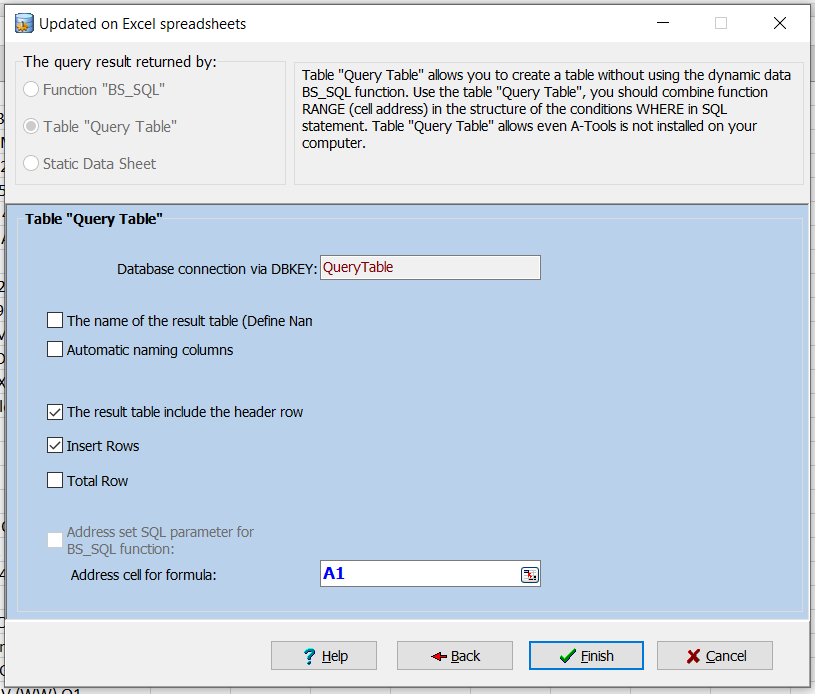 Updated on Excel spreadsheets
The query result returned by:
Function "BS_SQL"
Table "Query Table"
Static Data Sheet
Table "Query Table" allows you to create a table without using the dynamic data
BS_SQL function. Use the table "Query Table", you should combine function
RANGE (cell address) in the structure of the conditions WHERE in SQL
statement. Table "Query Table" allows even A-Tools is not installed on your
computer.
Table "Query Table"
Database connection via DBKEY: QueryTable
The name of the result table (Define Nan
Automatic naming columns
The result table include the header row
Insert Rows
Total Row
Address set SQL parameter for
BS_SQL function:
Address cell for formula: A1
Help Back Finish Cancel